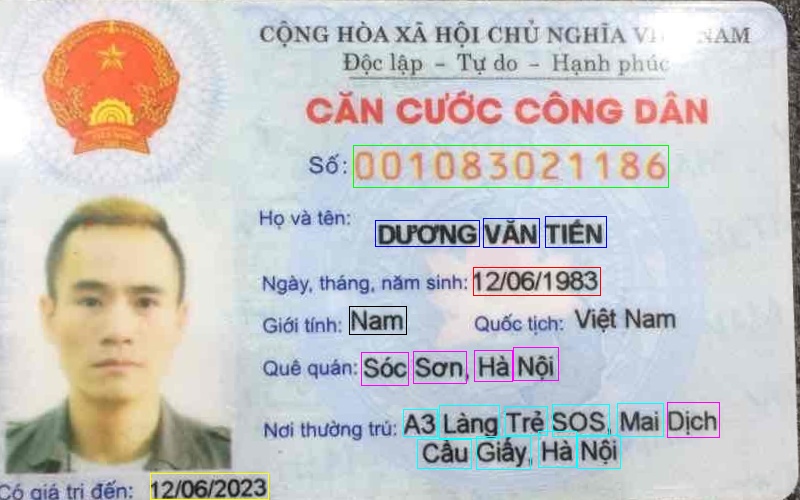 CỘNG HÒA XÃ HỘI CHỦ NGHĨA VIỆT NAM
Độc lập - Tự do - Hạnh phúc
CĂN CƯỚC CÔNG DÂN
Số: 001083021186
Họ và tên: DƯƠNG VĂN TIẾN
Ngày, tháng, năm sinh: 12/06/1983
Giới tính: Nam Quốc tịch: Việt Nam
Quê quán: Sóc Sơn, Hà Nội
Nơi thường trú: A3 Làng Trẻ SOS, Mai Dịch
Cầu Giấy, Hà Nội
Có giá trị đến: 12/06/2023